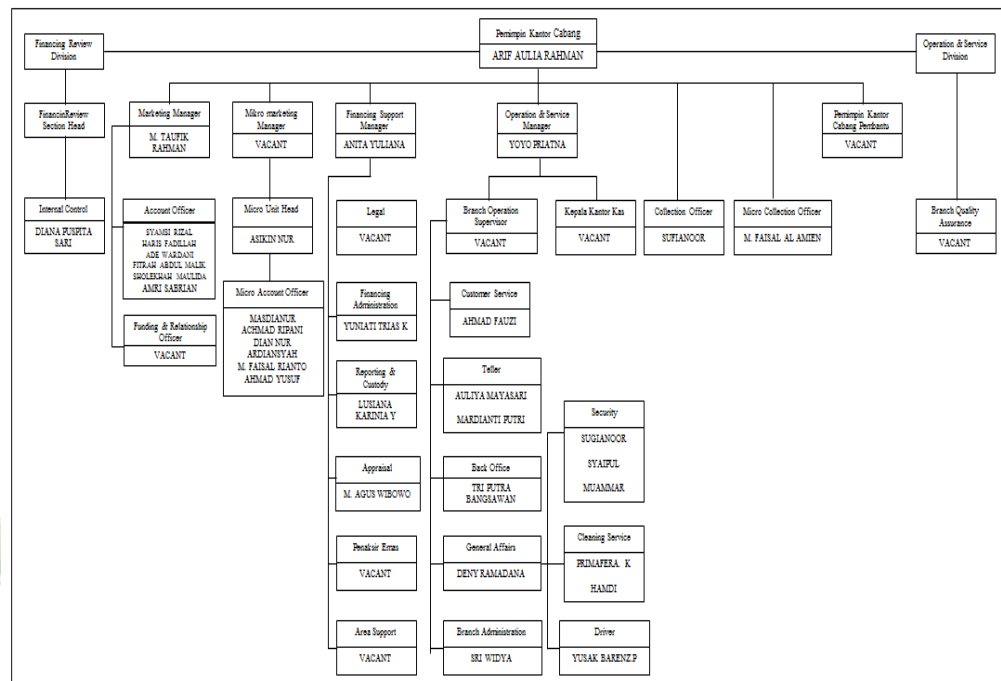 Pemimpin Kantor Cabang
ARIF AULIA RAHMAN
Financing Review
Division
Operation & Service
Division
FinancinReview
Section Head
Marketing Manager
M. TAUFIK
RAHMAN
Mikro marketing
Manager
VACANT
Financing Support
Manager
ANITA YULIANA
Operation & Service
Manager
YOYO PRIATNA
Pemimpin Kantor
Cabang Pembantu
VACANT
Internal Control
DIANA PUSPITA
SARI
Account Officer
SYAMSI RIZAL
HARIS FADILLAH
ADE WARDANI
FITRAH ABDUL MALIK
SHOLEKHAH MAULIDA
AMRI SABRIAN
Micro Unit Head
ASIKIN NUR
Legal
VACANT
Branch Operation
Supervisor
VACANT
Kepala Kantor Kas
VACANT
Collection Officer
SUFIANOOR
Micro Collection Officer
M. FAISAL AL AMIEN
Branch Quality
Assurance
VACANT
Funding & Relationship
Officer
VACANT
Micro Account Officer
MASDIANUR
ACHMAD RIPANI
DIAN NUR
ARDIANSYAH
M. FAISAL RIANTO
AHMAD YUSUF
Financing
Administration
YUNIATI TRIAS K
Customer Service
AHMAD FAUZI
Reporting &
Custody
LUSIANA
KARINIA Y
Teller
AULIYA MAYASARI
MARDIANTI PUTRI
Security
SUGIANOOR
SYAIFUL
MUAMMAR
Appraisal
M. AGUS WIBOWO
Back Office
TRI PUTRA
BANGSAWAN
Penaksir Emas
VACANT
General Affairs
DENY RAMADANA
Cleaning Service
PRIMAFERA. K
HAMDI
Area Support
VACANT
Branch Administration
SRI WIDYA
Driver
YUSAK BARENZ.P